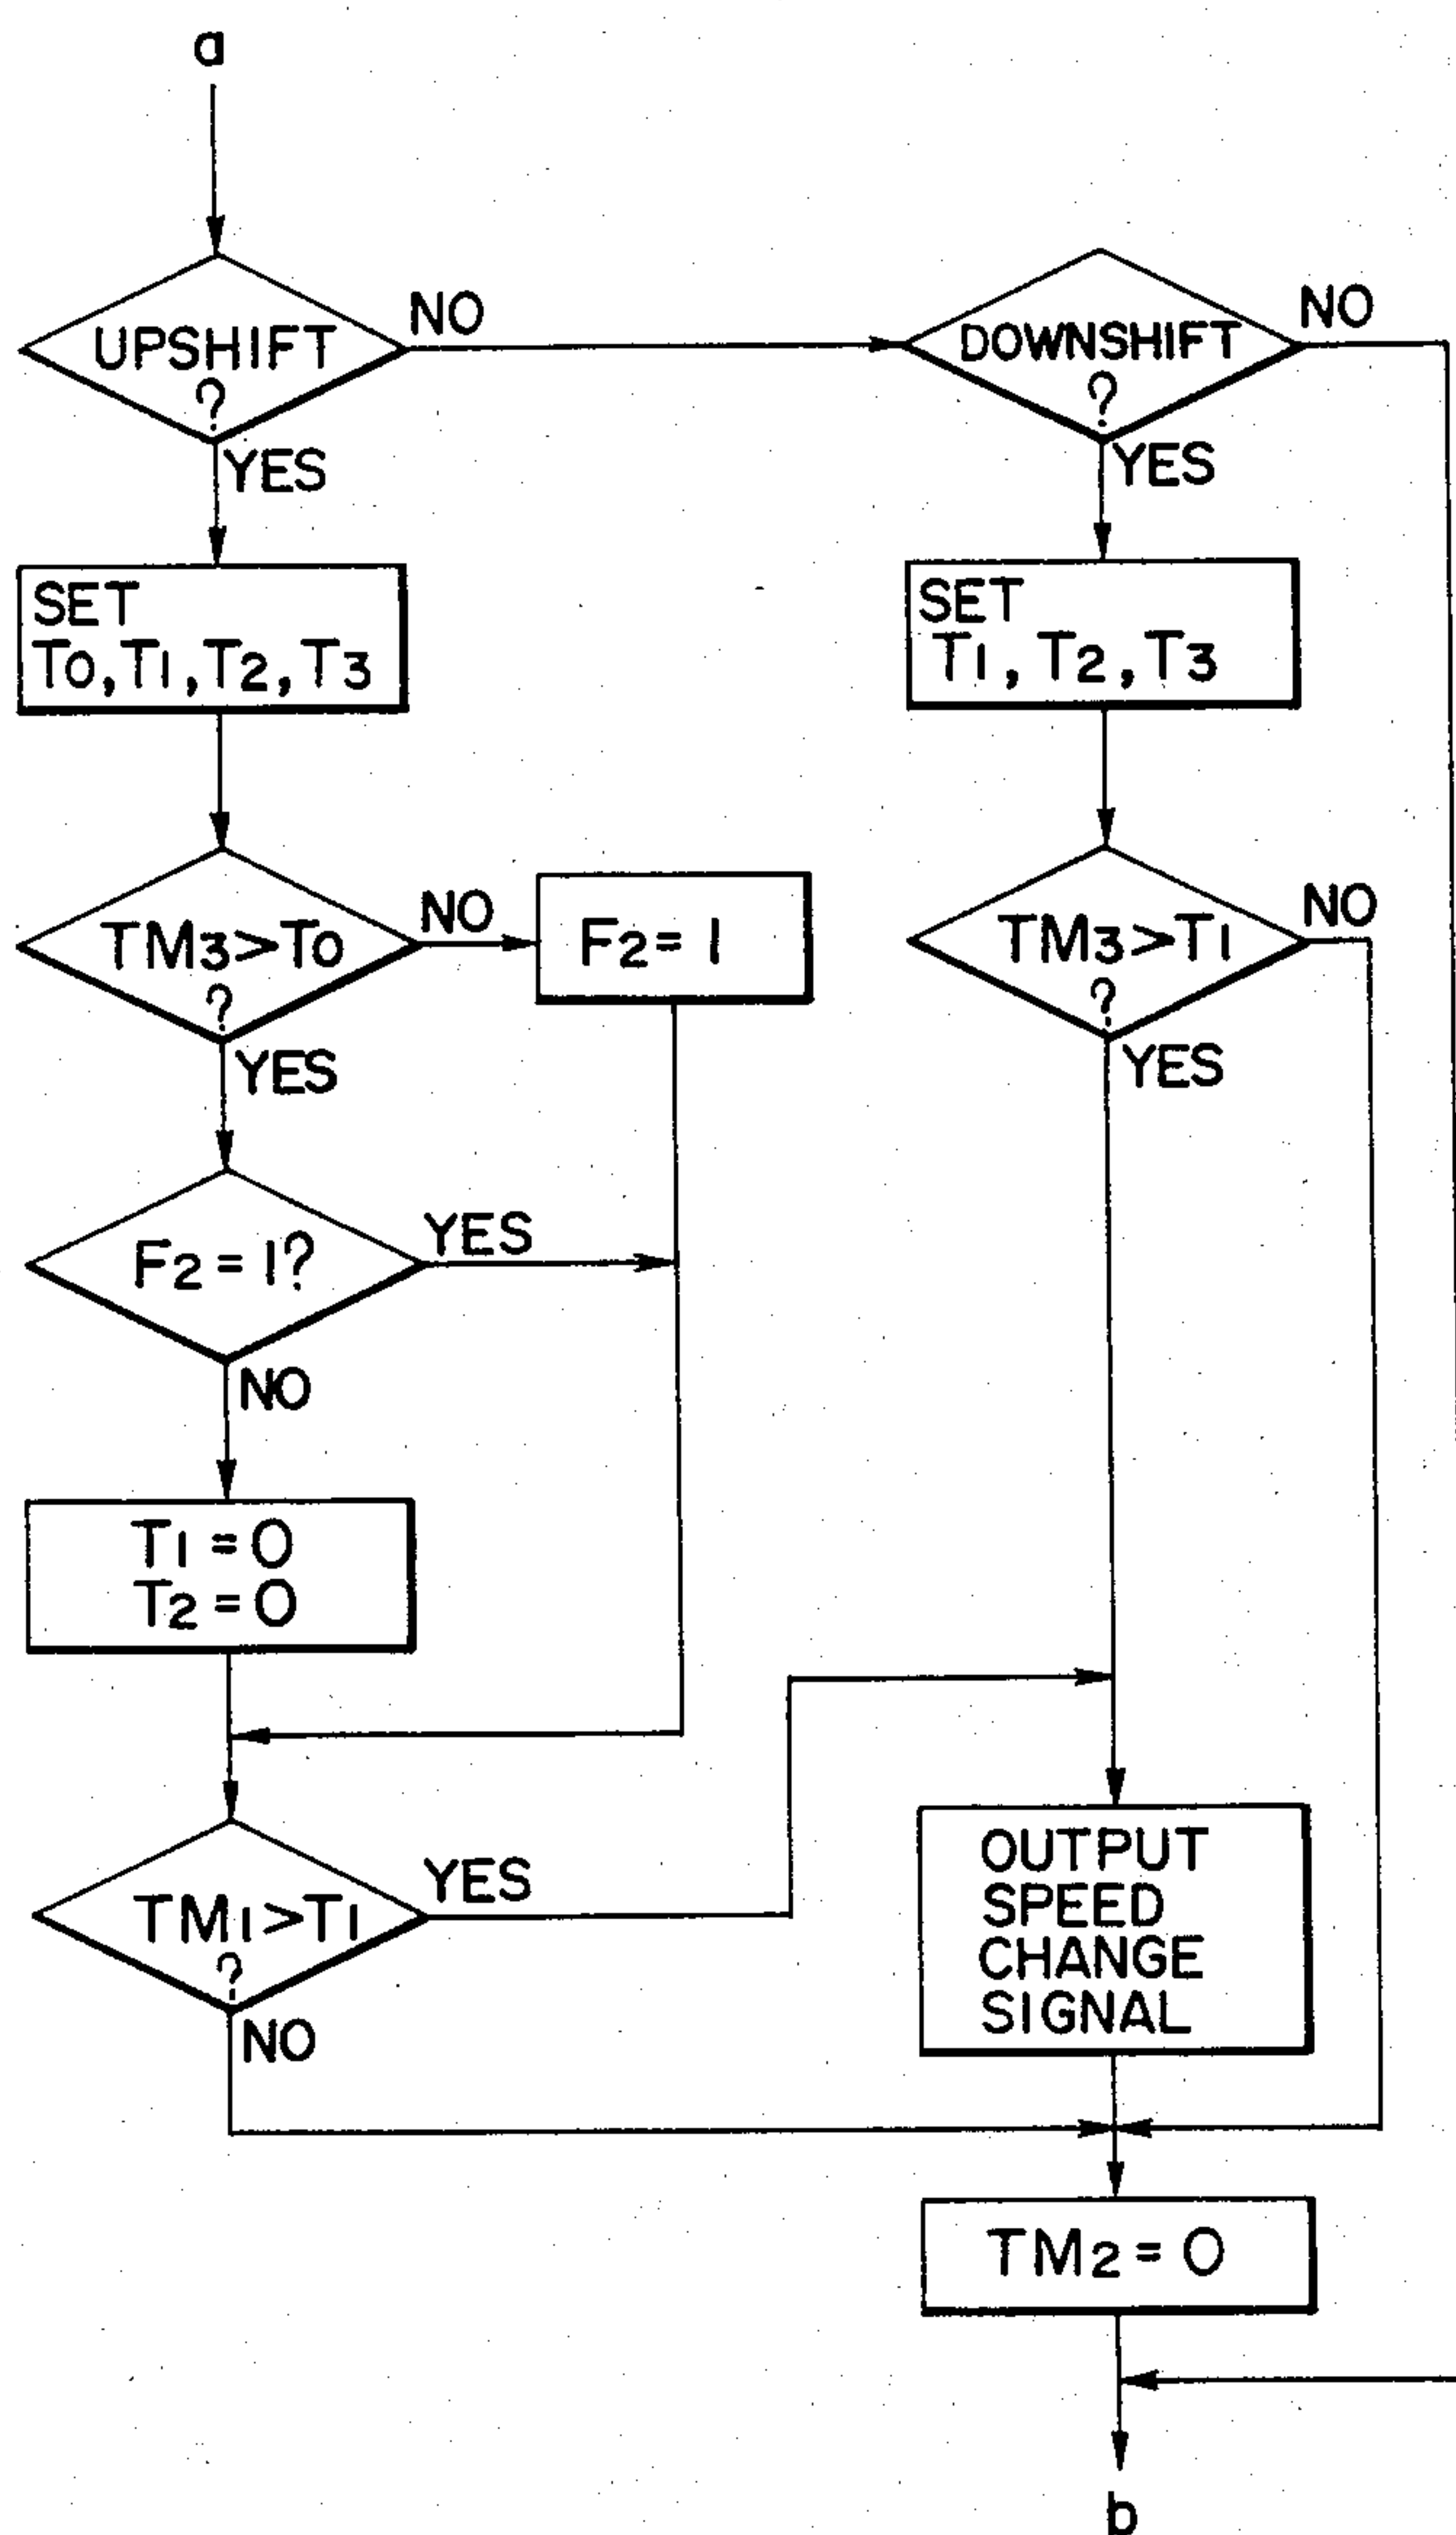 a
UPSHIFT
?
NO
YES
DOWNSHIFT
?
NO
YES
SET
T0, T1, T2, T3
SET
T1, T2, T3
TM3>T0
?
NO
YES
F2= 1
TM3>T1
?
NO
YES
F2 = 1?
YES
NO
T1 = 0
T2 = 0
TM1>T1
?
YES
NO
OUTPUT
SPEED
CHANGE
SIGNAL
TM2 = 0
b